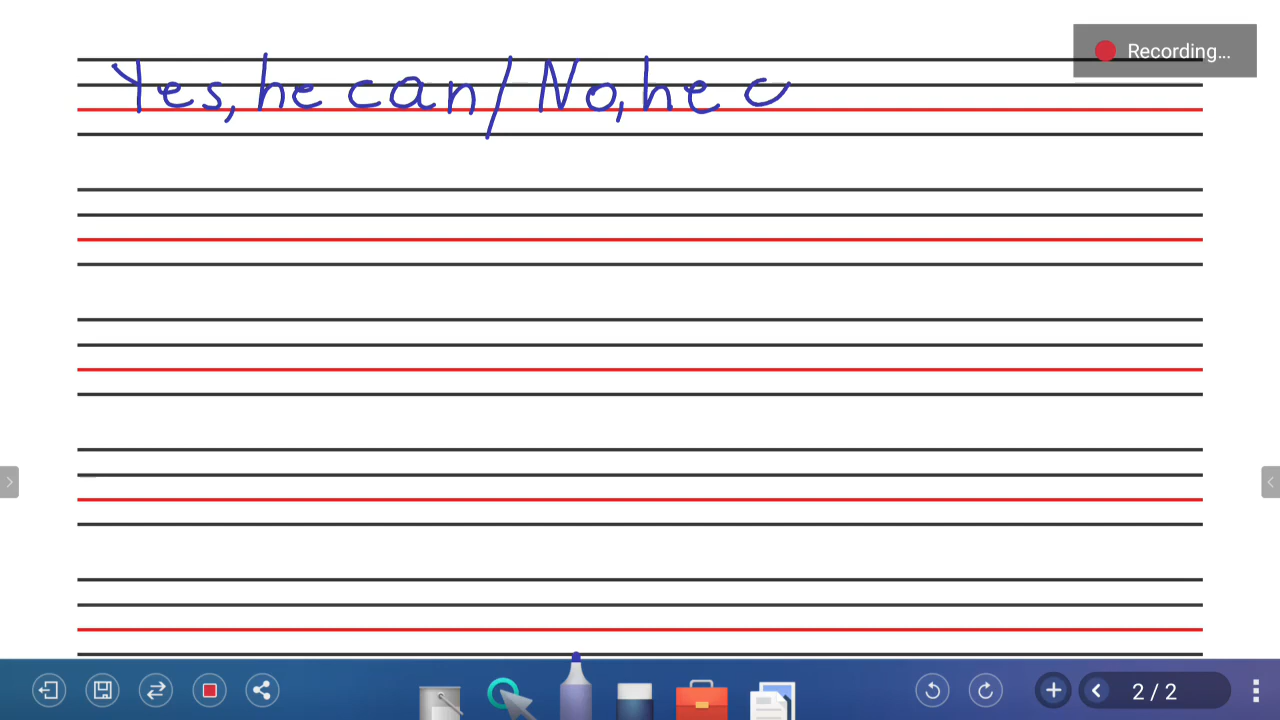 Recording...
Yes, he can / No, he c
2 / 2